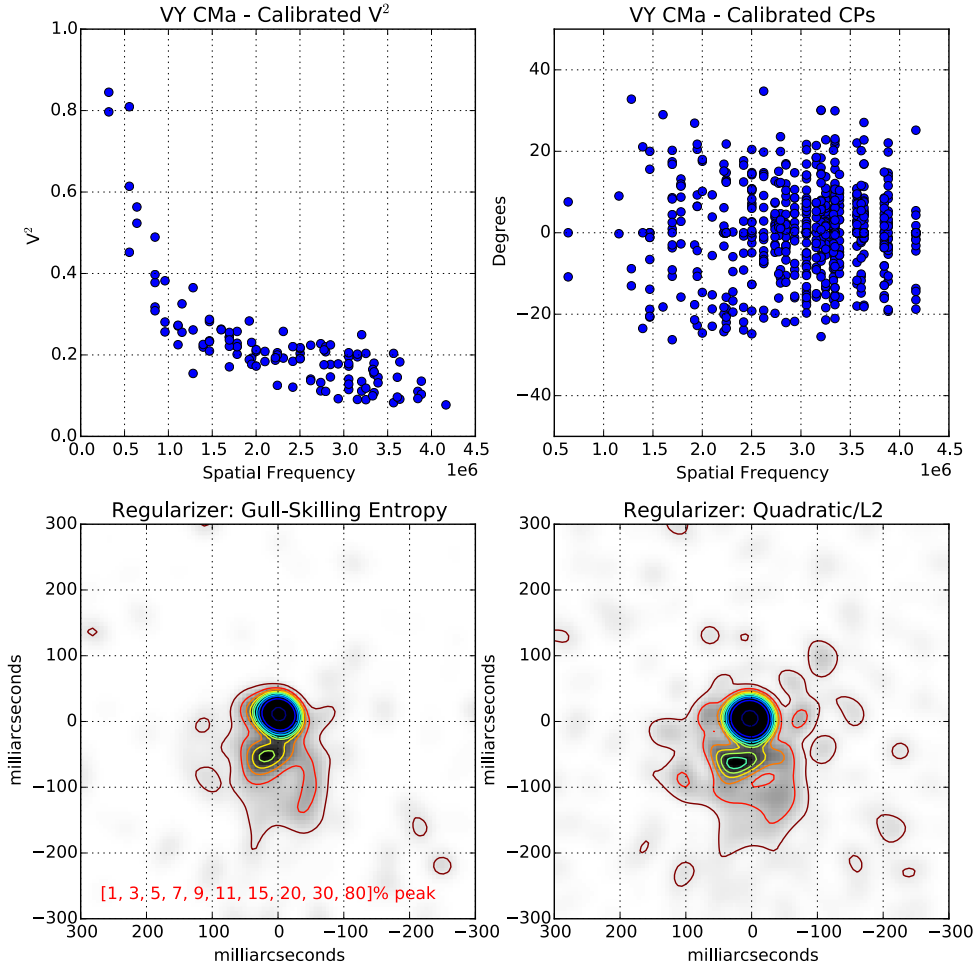 VY CMa - Calibrated V²
1.0
0.8
0.6
0.4
0.2
0.0
V²
0.0 0.5 1.0 1.5 2.0 2.5 3.0 3.5 4.0 4.5
Spatial Frequency 1e6
VY CMa - Calibrated CPs
40
20
0
−20
−40
Degrees
0.5 1.0 1.5 2.0 2.5 3.0 3.5 4.0 4.5
Spatial Frequency 1e6
Regularizer: Gull-Skilling Entropy
300
200
100
0
−100
−200
−300
milliarcseconds
[1, 3, 5, 7, 9, 11, 15, 20, 30, 80]% peak
300 200 100 0 −100 −200 −300
milliarcseconds
Regularizer: Quadratic/L2
300
200
100
0
−100
−200
−300
milliarcseconds
300 200 100 0 −100 −200 −300
milliarcseconds